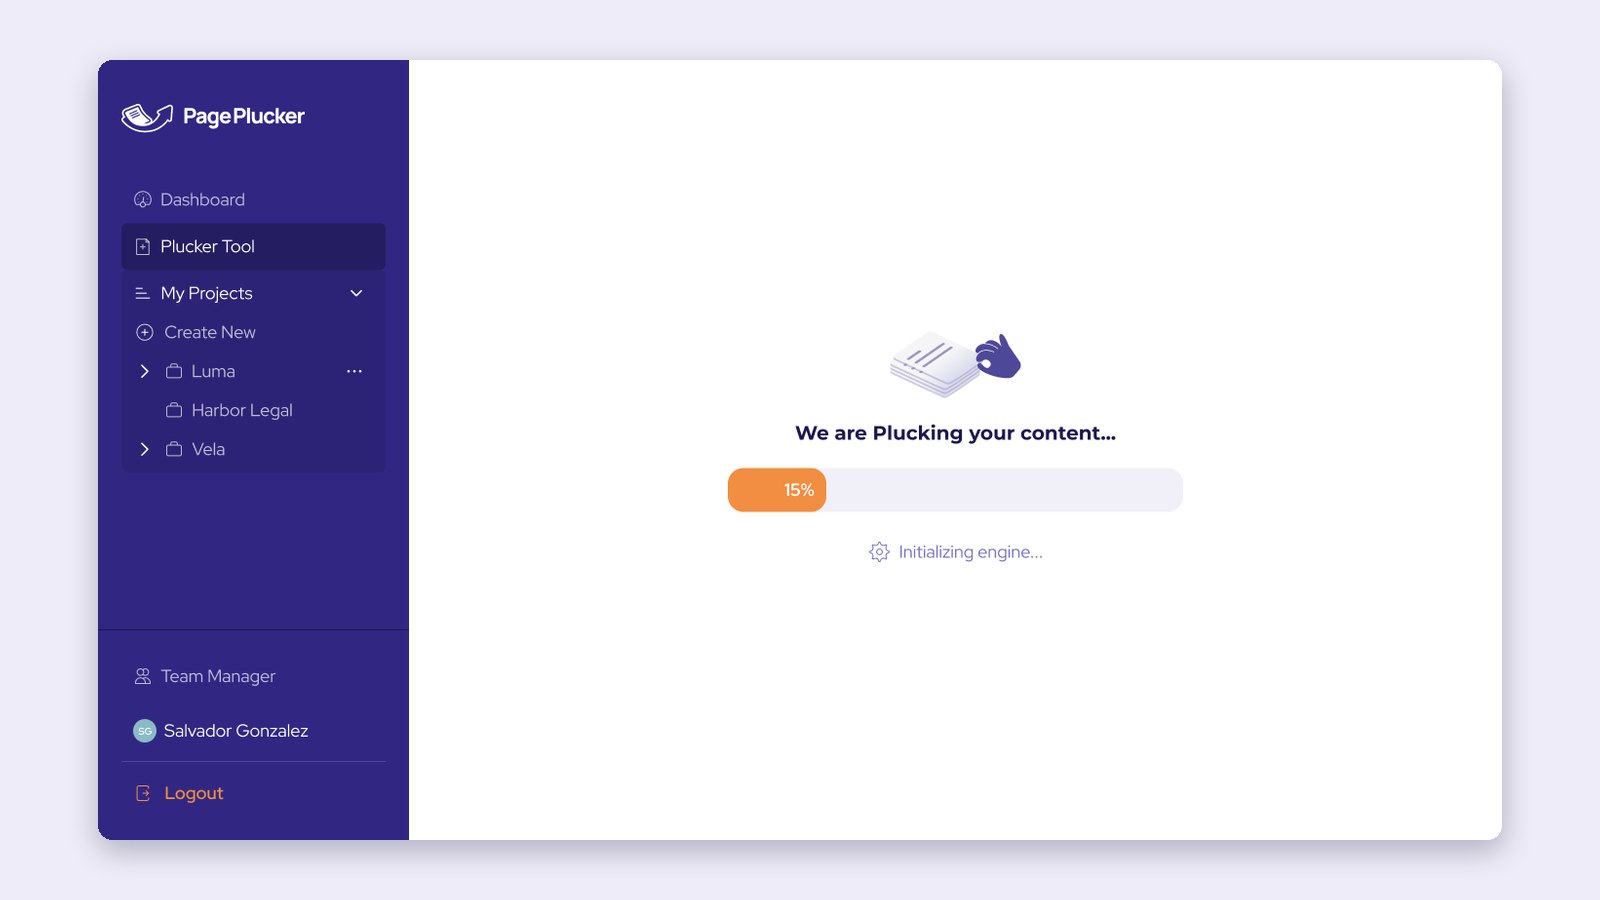 PagePlucker
Dashboard
Plucker Tool
My Projects
Create New
Luma
Harbor Legal
Vela
Team Manager
SG Salvador Gonzalez
Logout
We are Plucking your content...
15%
Initializing engine...